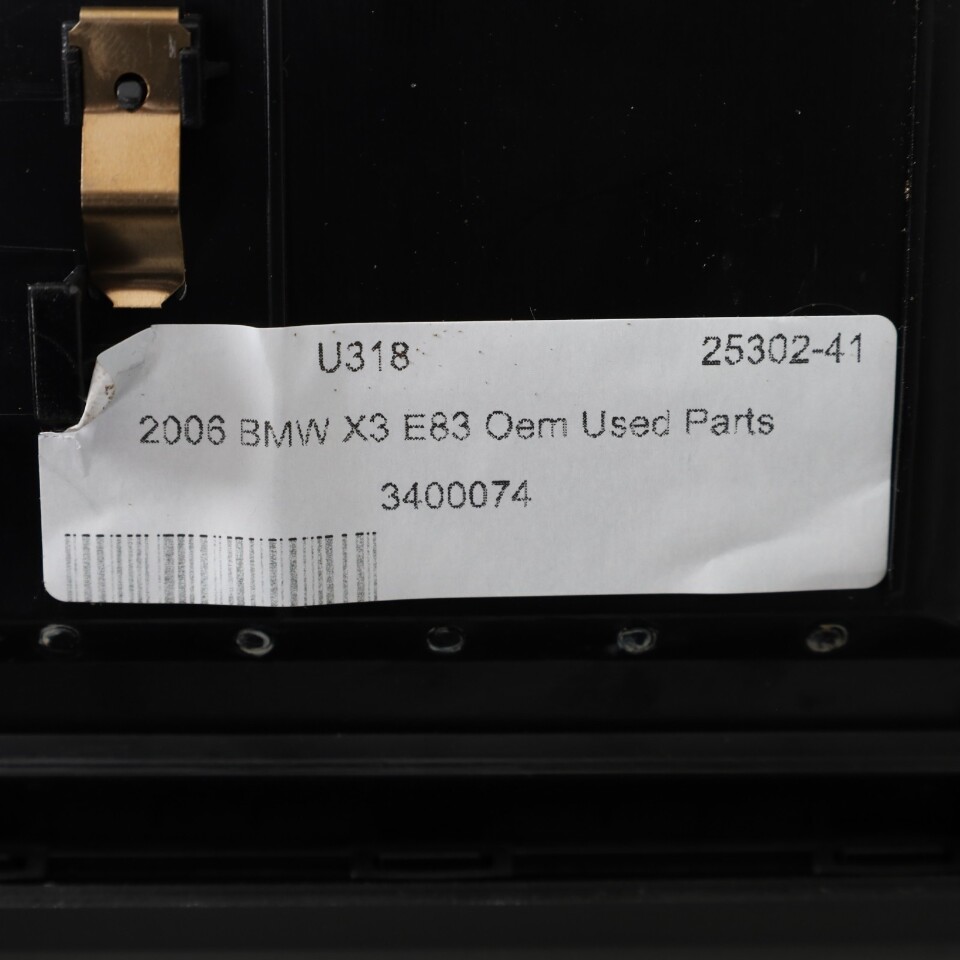 U318 25302-41
2006 BMW X3 E83 Oem Used Parts
3400074